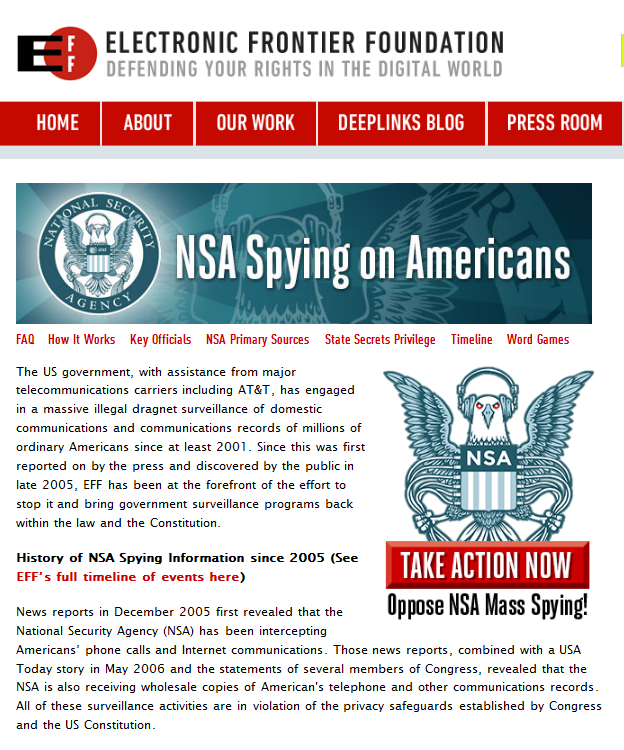 E F F
ELECTRONIC FRONTIER FOUNDATION
DEFENDING YOUR RIGHTS IN THE DIGITAL WORLD
HOME ABOUT OUR WORK DEEPLINKS BLOG PRESS ROOM
NATIONAL SECURITY AGENCY
NSA Spying on Americans
FAQ How It Works Key Officials NSA Primary Sources State Secrets Privilege Timeline Word Games
The US government, with assistance from major
telecommunications carriers including AT&T, has engaged
in a massive illegal dragnet surveillance of domestic
communications and communications records of millions of
ordinary Americans since at least 2001. Since this was first
reported on by the press and discovered by the public in
late 2005, EFF has been at the forefront of the effort to
stop it and bring government surveillance programs back
within the law and the Constitution.
NSA
TAKE ACTION NOW
Oppose NSA Mass Spying!
History of NSA Spying Information since 2005 (See
EFF's full timeline of events here)
News reports in December 2005 first revealed that the
National Security Agency (NSA) has been intercepting
Americans’ phone calls and Internet communications. Those news reports, combined with a USA
Today story in May 2006 and the statements of several members of Congress, revealed that the
NSA is also receiving wholesale copies of American's telephone and other communications records.
All of these surveillance activities are in violation of the privacy safeguards established by Congress
and the US Constitution.